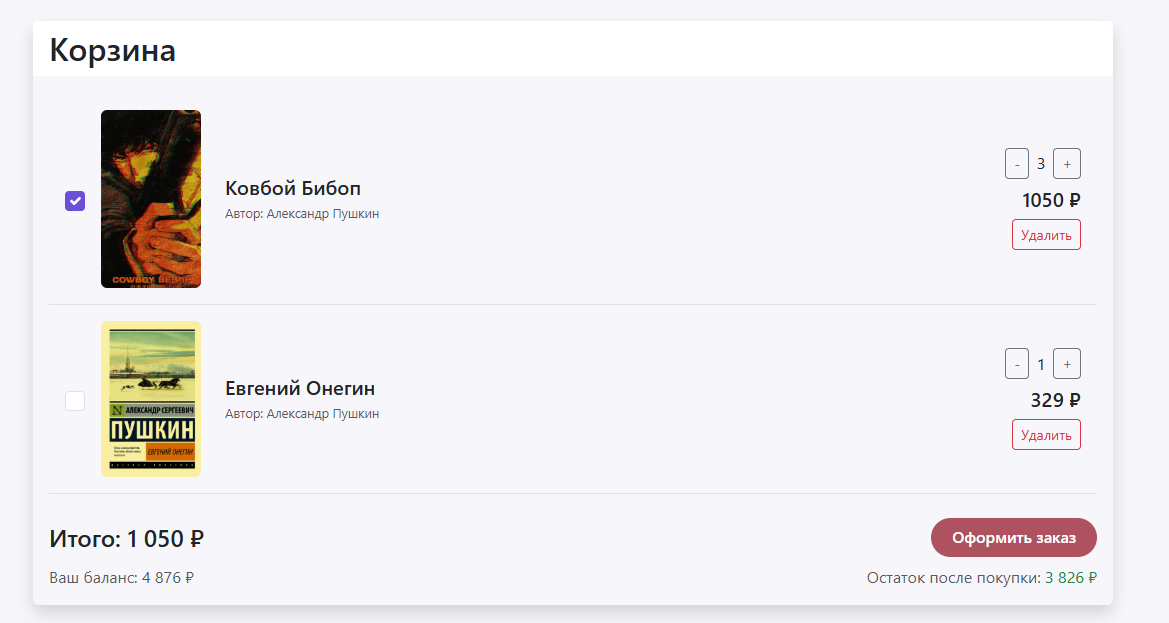 Корзина
COWBOY BEBOP
Ковбой Бибоп
Автор: Александр Пушкин
- 3 +
1050 ₽
Удалить
АЛЕКСАНДР СЕРГЕЕВИЧ
ПУШКИН
ЕВГЕНИЙ ОНЕГИН
Евгений Онегин
Автор: Александр Пушкин
- 1 +
329 ₽
Удалить
Итого: 1 050 ₽
Оформить заказ
Ваш баланс: 4 876 ₽
Остаток после покупки: 3 826 ₽